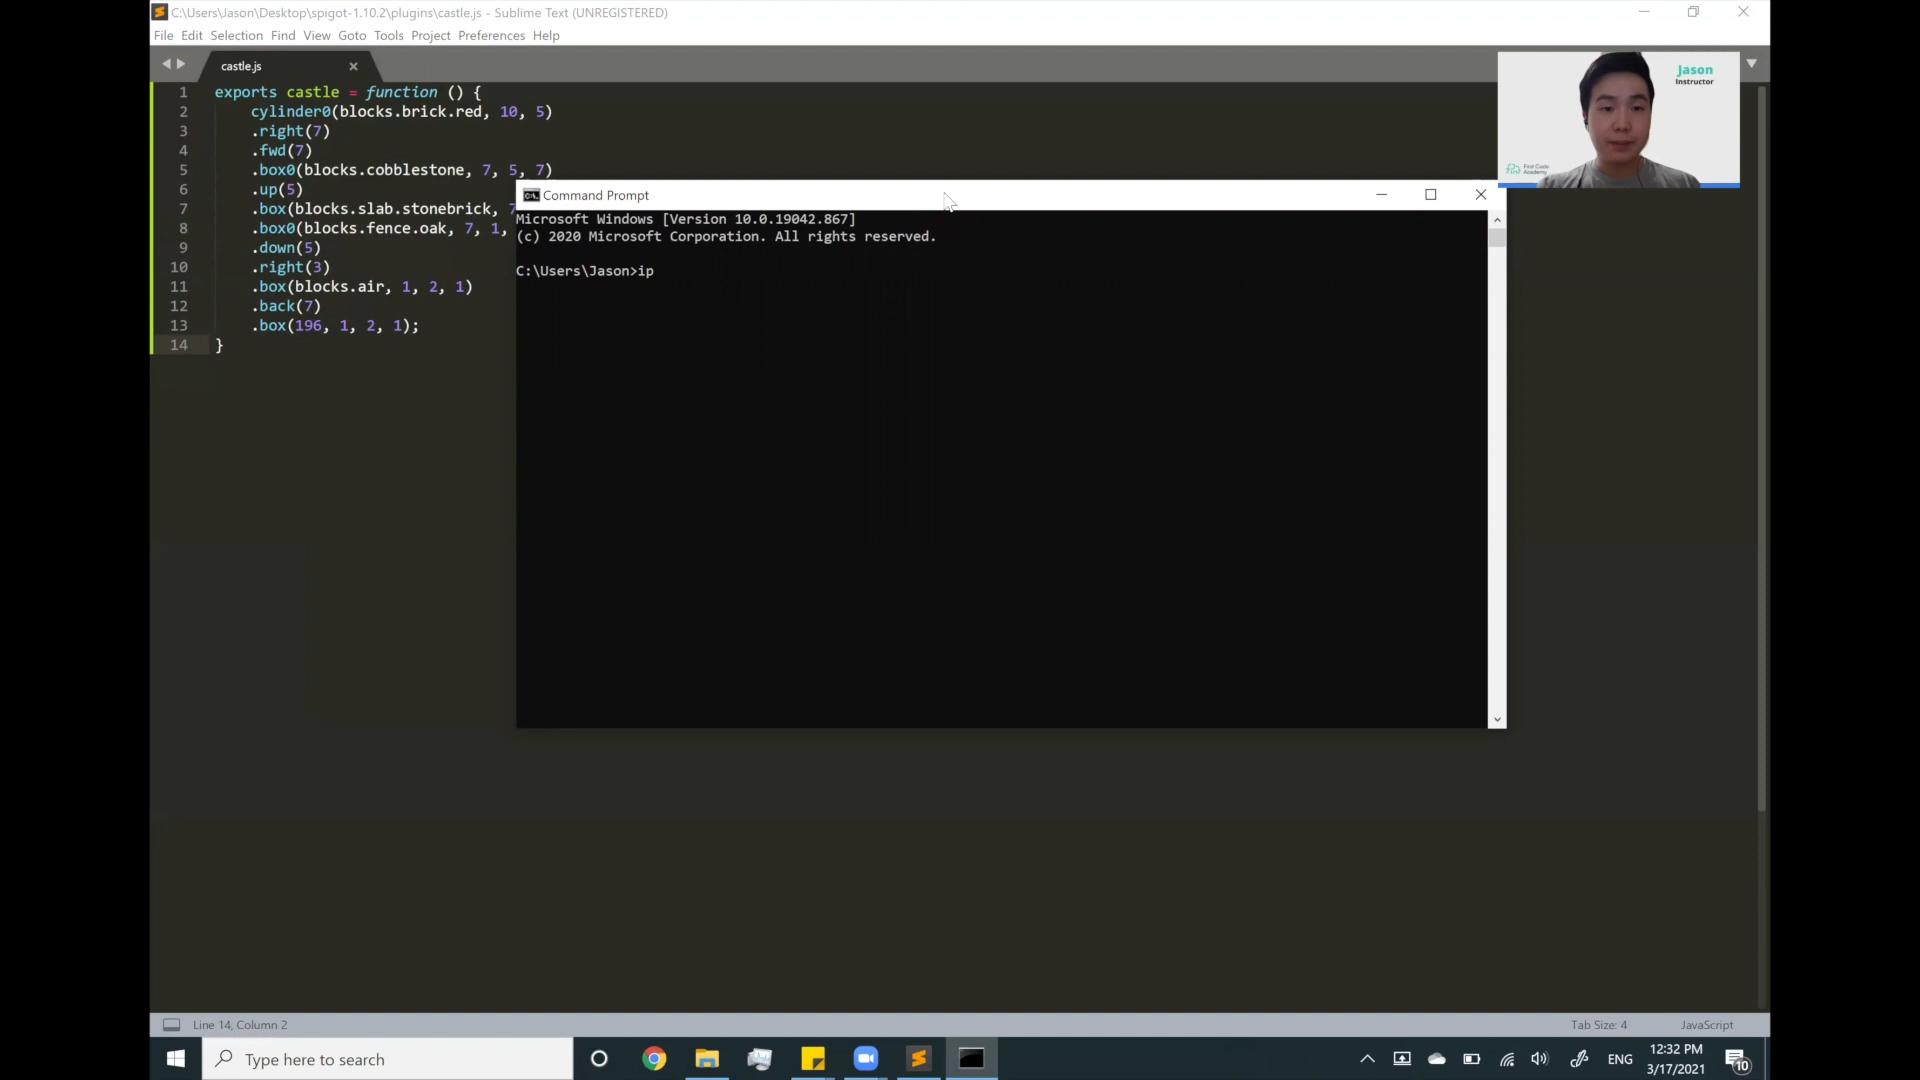 C:\Users\Jason\Desktop\spigot-1.10.2\plugins\castle.js - Sublime Text (UNREGISTERED)
File Edit Selection Find View Goto Tools Project Preferences Help
castle.js
1 exports castle = function () {
2 cylinder0(blocks.brick.red, 10, 5)
3 .right(7)
4 .fwd(7)
5 .box0(blocks.cobblestone, 7, 5, 7)
6 .up(5)
7 .box(blocks.slab.stonebrick, 7
8 .box0(blocks.fence.oak, 7, 1,
9 .down(5)
10 .right(3)
11 .box(blocks.air, 1, 2, 1)
12 .back(7)
13 .box(196, 1, 2, 1);
14 }
Jason
Instructor
First Code
Academy
Command Prompt
Microsoft Windows [Version 10.0.19042.867]
(c) 2020 Microsoft Corporation. All rights reserved.
C:\Users\Jason>ip
Line 14, Column 2
Tab Size: 4
JavaScript
Type here to search
ENG
12:32 PM
3/17/2021
10